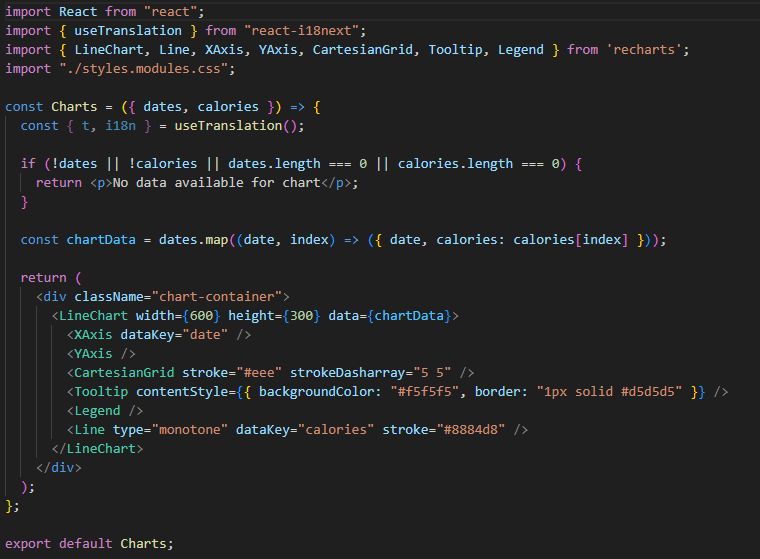 import React from "react";
import { useTranslation } from "react-i18next";
import { LineChart, Line, XAxis, YAxis, CartesianGrid, Tooltip, Legend } from 'recharts';
import "./styles.modules.css";

const Charts = ({ dates, calories }) => {
  const { t, i18n } = useTranslation();

  if (!dates || !calories || dates.length === 0 || calories.length === 0) {
    return <p>No data available for chart</p>;
  }

  const chartData = dates.map((date, index) => ({ date, calories: calories[index] }));

  return (
    <div className="chart-container">
      <LineChart width={600} height={300} data={chartData}>
        <XAxis dataKey="date" />
        <YAxis />
        <CartesianGrid stroke="#eee" strokeDasharray="5 5" />
        <Tooltip contentStyle={{ backgroundColor: "#f5f5f5", border: "1px solid #d5d5d5" }} />
        <Legend />
        <Line type="monotone" dataKey="calories" stroke="#8884d8" />
      </LineChart>
    </div>
  );
};

export default Charts;